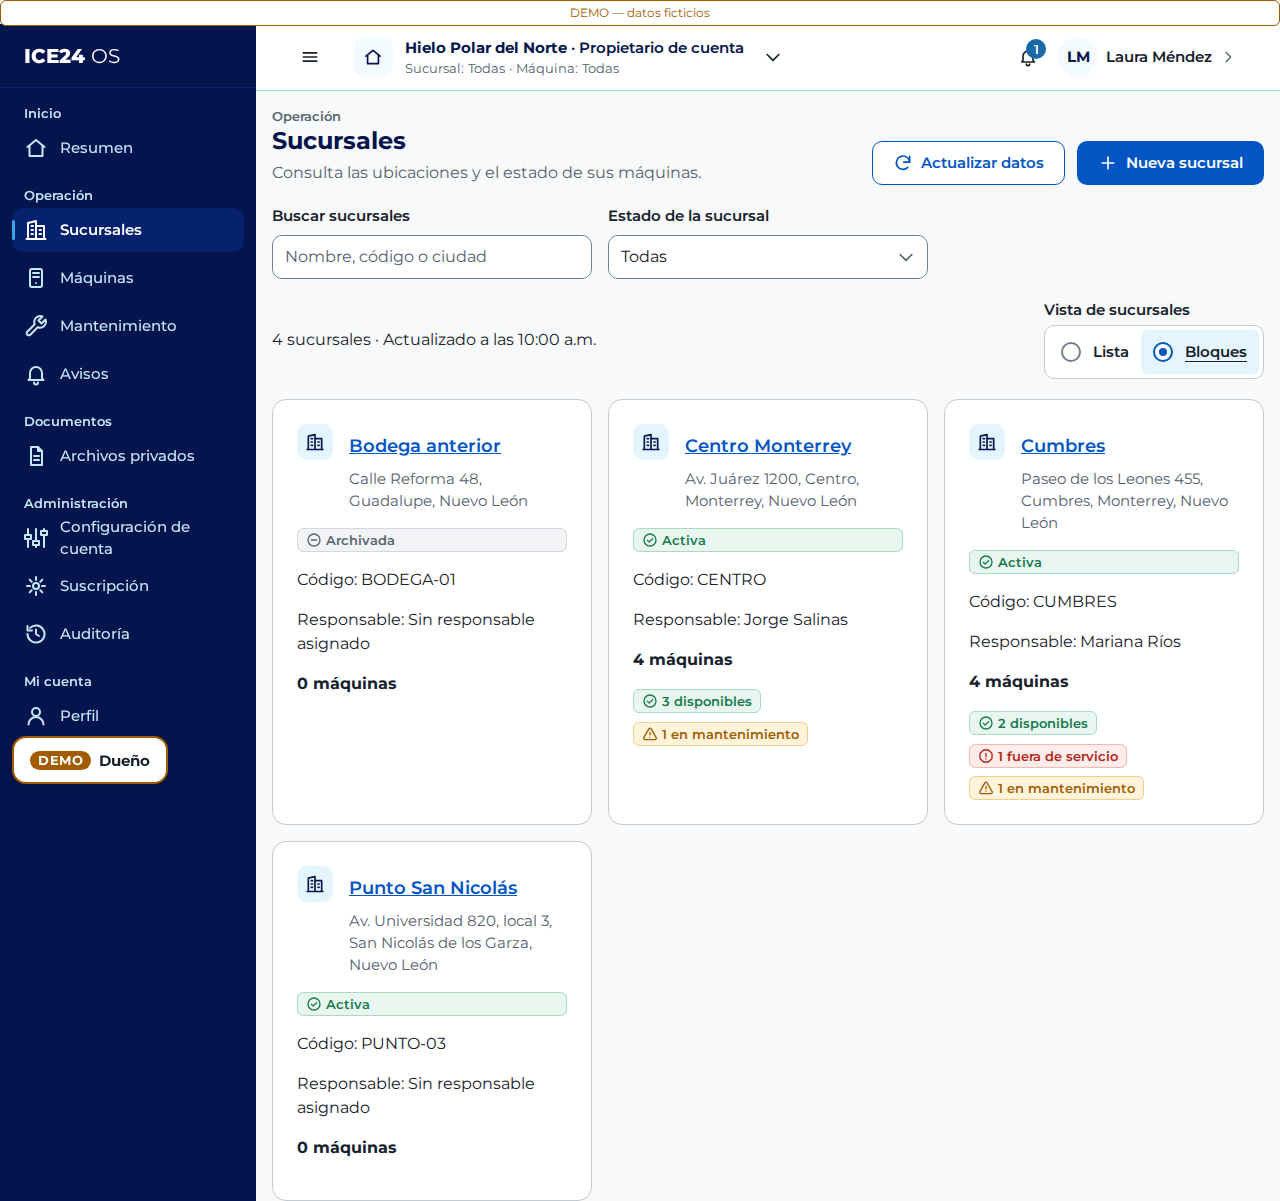 DEMO — datos ficticios
ICE24 OS
Inicio
Resumen
Operación
Sucursales
Máquinas
Mantenimiento
Avisos
Documentos
Archivos privados
Administración
Configuración de
cuenta
Suscripción
Auditoría
Mi cuenta
Perfil
DEMO Dueño
Hielo Polar del Norte · Propietario de cuenta
Sucursal: Todas · Máquina: Todas
1
LM Laura Méndez
Operación
Sucursales
Consulta las ubicaciones y el estado de sus máquinas.
Actualizar datos
Nueva sucursal
Buscar sucursales
Nombre, código o ciudad
Estado de la sucursal
Todas
4 sucursales · Actualizado a las 10:00 a.m.
Vista de sucursales
Lista
Bloques
Bodega anterior
Calle Reforma 48,
Guadalupe, Nuevo León
Archivada
Código: BODEGA-01
Responsable: Sin responsable
asignado
0 máquinas
Centro Monterrey
Av. Juárez 1200, Centro,
Monterrey, Nuevo León
Activa
Código: CENTRO
Responsable: Jorge Salinas
4 máquinas
3 disponibles
1 en mantenimiento
Cumbres
Paseo de los Leones 455,
Cumbres, Monterrey, Nuevo
León
Activa
Código: CUMBRES
Responsable: Mariana Ríos
4 máquinas
2 disponibles
1 fuera de servicio
1 en mantenimiento
Punto San Nicolás
Av. Universidad 820, local 3,
San Nicolás de los Garza,
Nuevo León
Activa
Código: PUNTO-03
Responsable: Sin responsable
asignado
0 máquinas